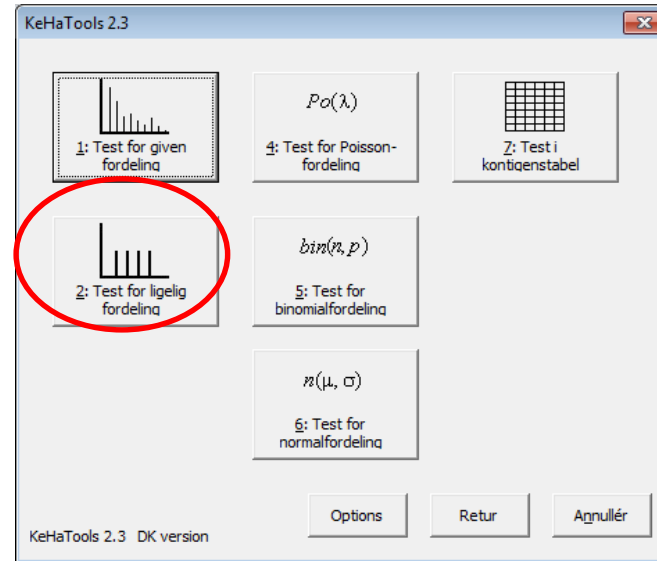 KeHaTools 2.3
1: Test for given
fordeling
Po(λ)
4: Test for Poisson-
fordeling
7: Test i
kontigenstabel
2: Test for ligelig
fordeling
bin(n, p)
5: Test for
binomialfordeling
n(μ, σ)
6: Test for
normalfordeling
Options
Retur
Annullér
KeHaTools 2.3 DK version